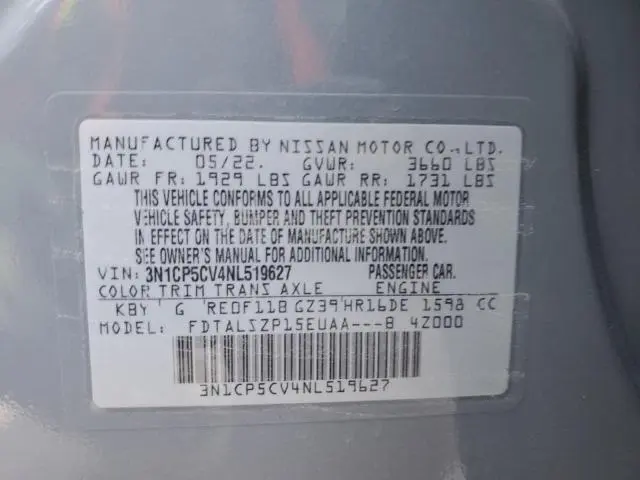 MANUFACTURED BY NISSAN MOTOR CO.,LTD.
DATE: 05/22. GVWR: 3660 LBS
GAWR FR: 1929 LBS GAWR RR: 1731 LBS
THIS VEHICLE CONFORMS TO ALL APPLICABLE FEDERAL MOTOR
VEHICLE SAFETY, BUMPER AND THEFT PREVENTION STANDARDS
IN EFFECT ON THE DATE OF MANUFACTURE SHOWN ABOVE.
SEE OWNER'S MANUAL FOR ADDITIONAL INFORMATION.
VIN: 3N1CP5CV4NL519627 PASSENGER CAR.
COLOR TRIM TRANS AXLE ENGINE
KBY G RE0F11B GZ39 HR16DE 1598 CC
MODEL: FDTALSZP15EUAA---B 4Z000
3N1CP5CV4NL519627